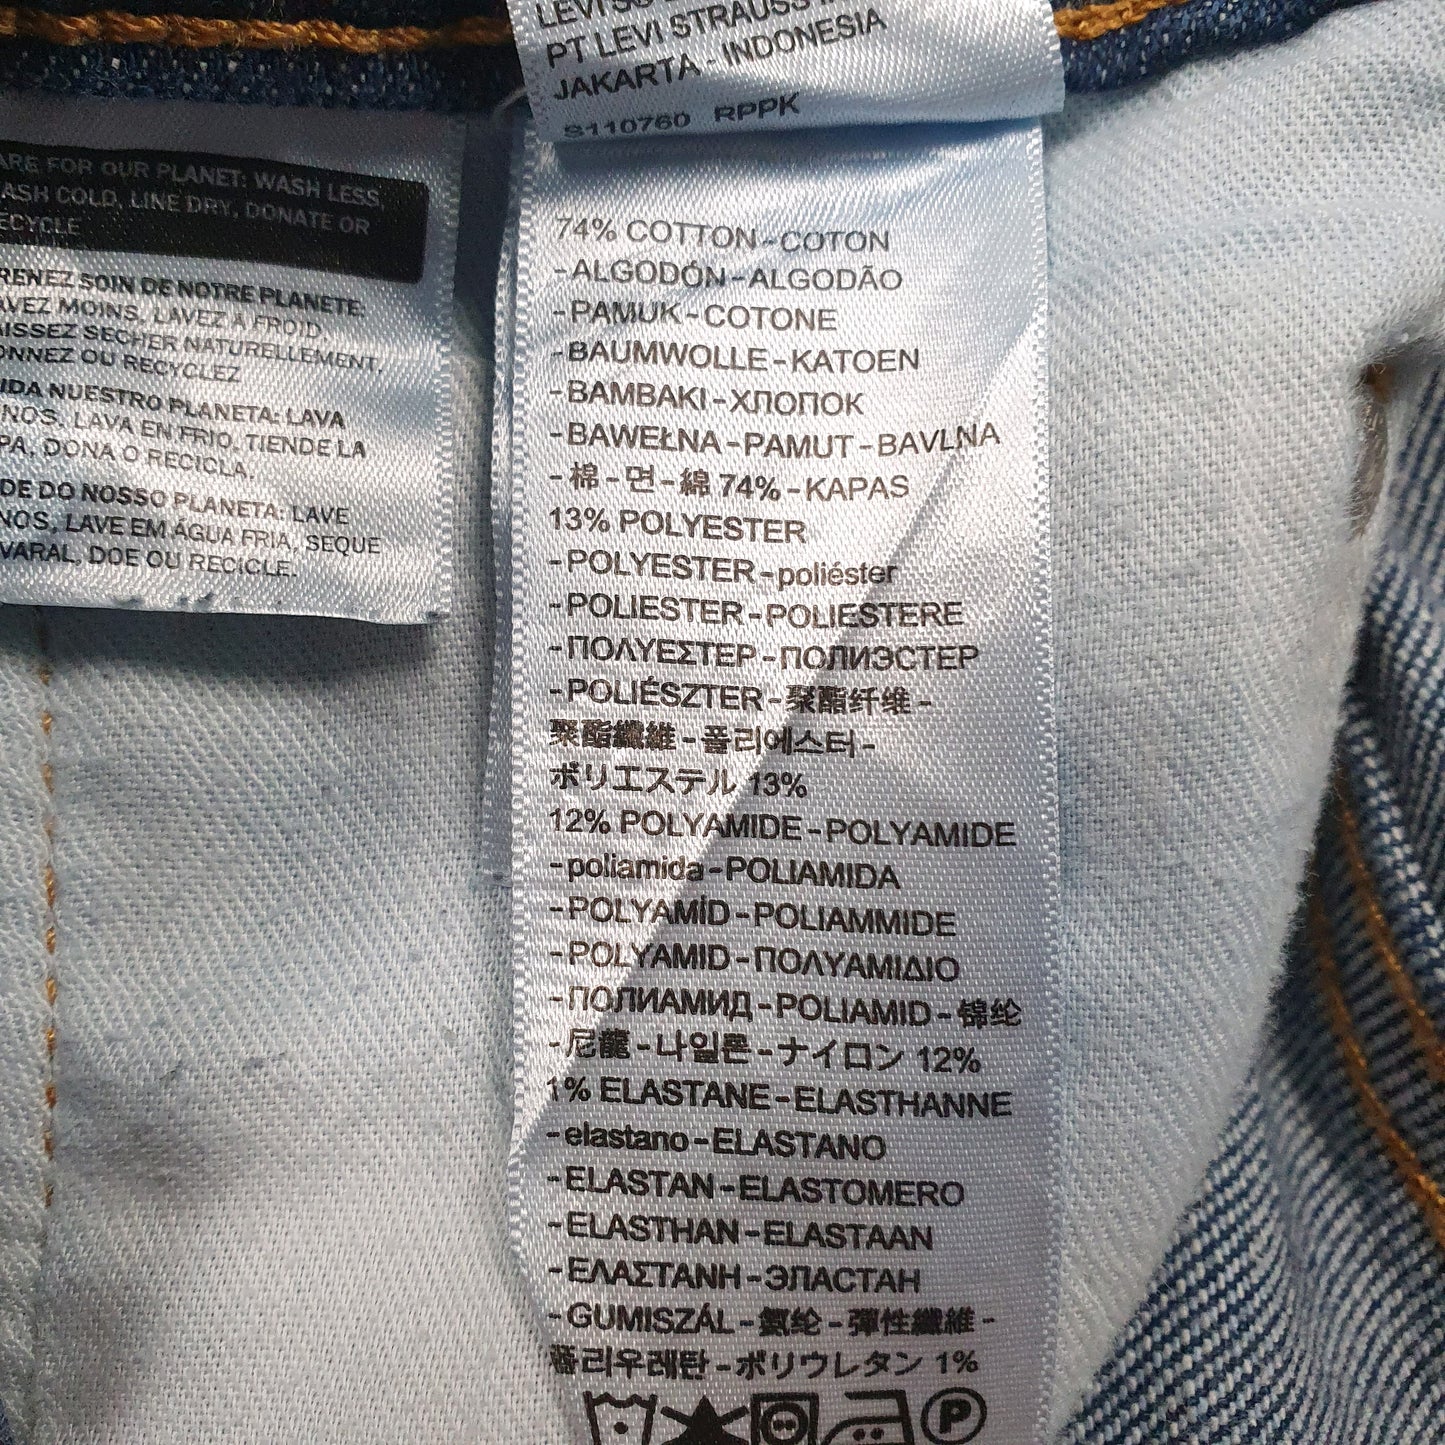 PT LEVI STRAUSS
JAKARTA - INDONESIA
S110760 RPPK
ARE FOR OUR PLANET: WASH LESS,
ASH COLD, LINE DRY, DONATE OR
ECYCLE
RENEZ SOIN DE NOTRE PLANETE:
AVEZ MOINS, LAVEZ À FROID,
AISSEZ SECHER NATURELLEMENT,
ONNEZ OU RECYCLEZ
IDA NUESTRO PLANETA: LAVA
NOS, LAVA EN FRIO, TIENDE LA
PA, DONA O RECICLA.
DE DO NOSSO PLANETA: LAVE
NOS, LAVE EM ÁGUA FRIA, SEQUE
VARAL, DOE OU RECICLE.
74% COTTON - COTON
- ALGODÓN - ALGODÃO
- PAMUK - COTONE
- BAUMWOLLE - KATOEN
- BAMBAKI - ХЛОПОК
- BAWEŁNA - PAMUT - BAVLNA
- 棉 - 면 - 綿 74% - KAPAS
13% POLYESTER
- POLYESTER - poliéster
- POLIESTER - POLIESTERE
- ΠΟΛΥΕΣΤΕΡ - ПОЛИЭСТЕР
- POLIÉSZTER - 聚酯纤维 -
聚酯纖維 - 폴리에스터 -
ポリエステル 13%
12% POLYAMIDE - POLYAMIDE
- poliamida - POLIAMIDA
- POLYAMİD - POLIAMMIDE
- POLYAMID - ΠΟΛΥΑΜΙΔΙΟ
- ПОЛИАМИД - POLIAMID - 锦纶
- 尼龍 - 나일론 - ナイロン 12%
1% ELASTANE - ELASTHANNE
- elastano - ELASTANO
- ELASTAN - ELASTOMERO
- ELASTHAN - ELASTAAN
- ΕΛΑΣΤΑΝΗ - ЭЛАСТАН
- GUMISZÁL - 氨纶 - 彈性纖維 -
폴리우레탄 - ポリウレタン 1%
P